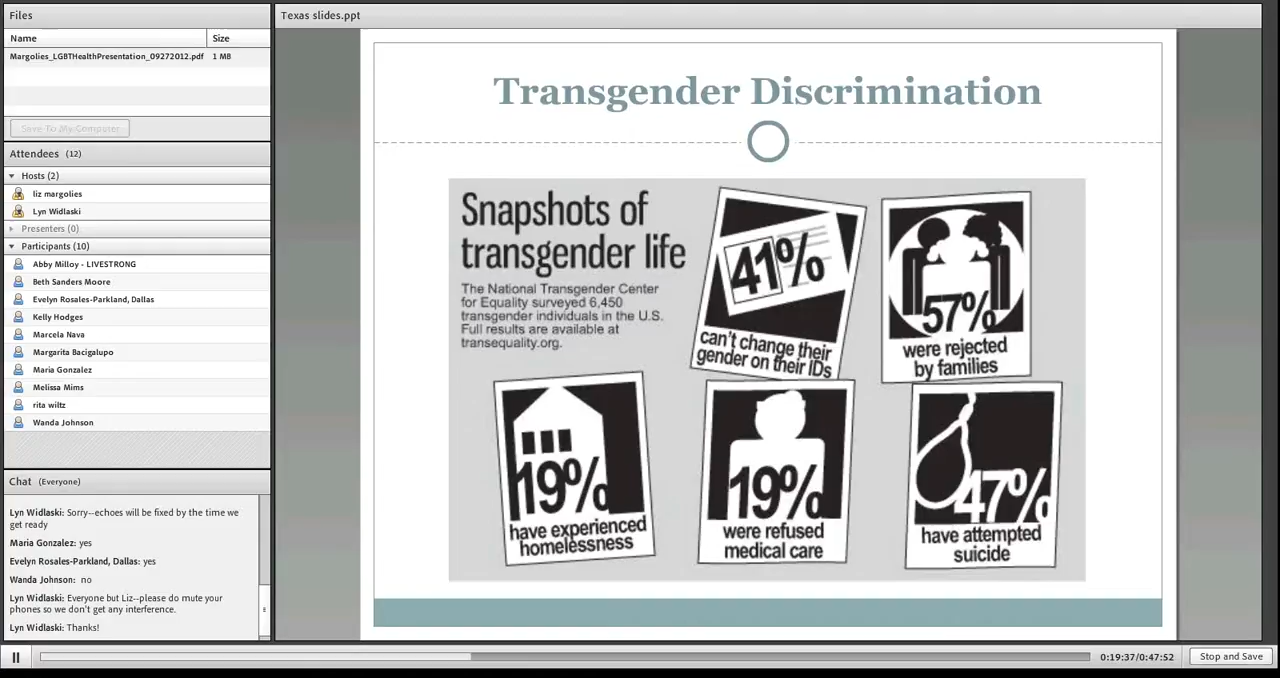 Files
Name Size
Margolies_LGBTHealthPresentation_09272012.pdf 1 MB
Save To My Computer
Attendees (12)
Hosts (2)
liz margolies
Lyn Widlaski
Presenters (0)
Participants (10)
Abby Milloy - LIVESTRONG
Beth Sanders Moore
Evelyn Rosales-Parkland, Dallas
Kelly Hodges
Marcela Nava
Margarita Bacigalupo
Maria Gonzalez
Melissa Mims
rita wiltz
Wanda Johnson
Chat (Everyone)
Lyn Widlaski: Sorry--echoes will be fixed by the time we
get ready
Maria Gonzalez: yes
Evelyn Rosales-Parkland, Dallas: yes
Wanda Johnson: no
Lyn Widlaski: Everyone but Liz--please do mute your
phones so we don't get any interference.
Lyn Widlaski: Thanks!
Texas slides.ppt
Transgender Discrimination
Snapshots of
transgender life
The National Transgender Center
for Equality surveyed 6,450
transgender individuals in the U.S.
Full results are available at
transequality.org.
41%
can't change their
gender on their IDs
57%
were rejected
by families
19%
have experienced
homelessness
19%
were refused
medical care
47%
have attempted
suicide
0:19:37/0:47:52
Stop and Save